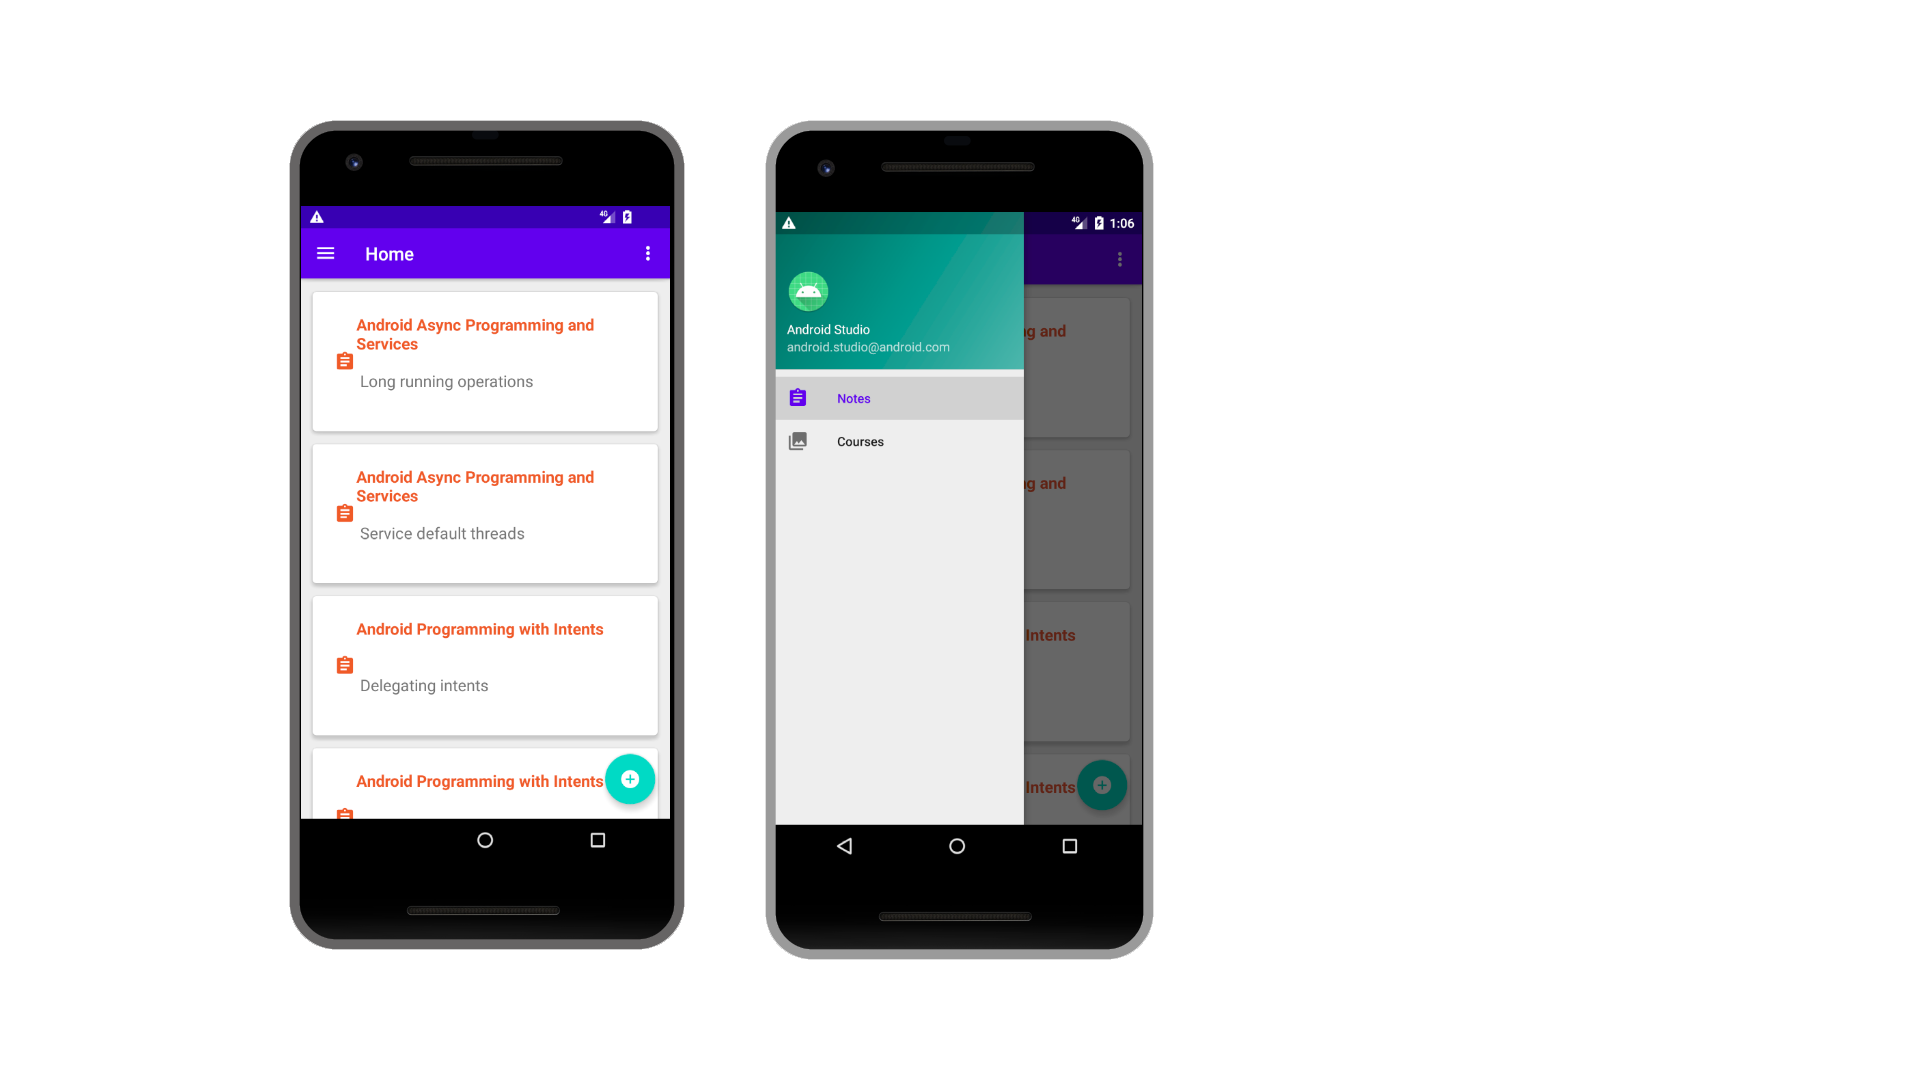 4G
Home
Android Async Programming and
Services
Long running operations
Android Async Programming and
Services
Service default threads
Android Programming with Intents
Delegating intents
Android Programming with Intents
4G 1:06
Android Studio
android.studio@android.com
Notes
Courses
g and
g and
Intents
Intents